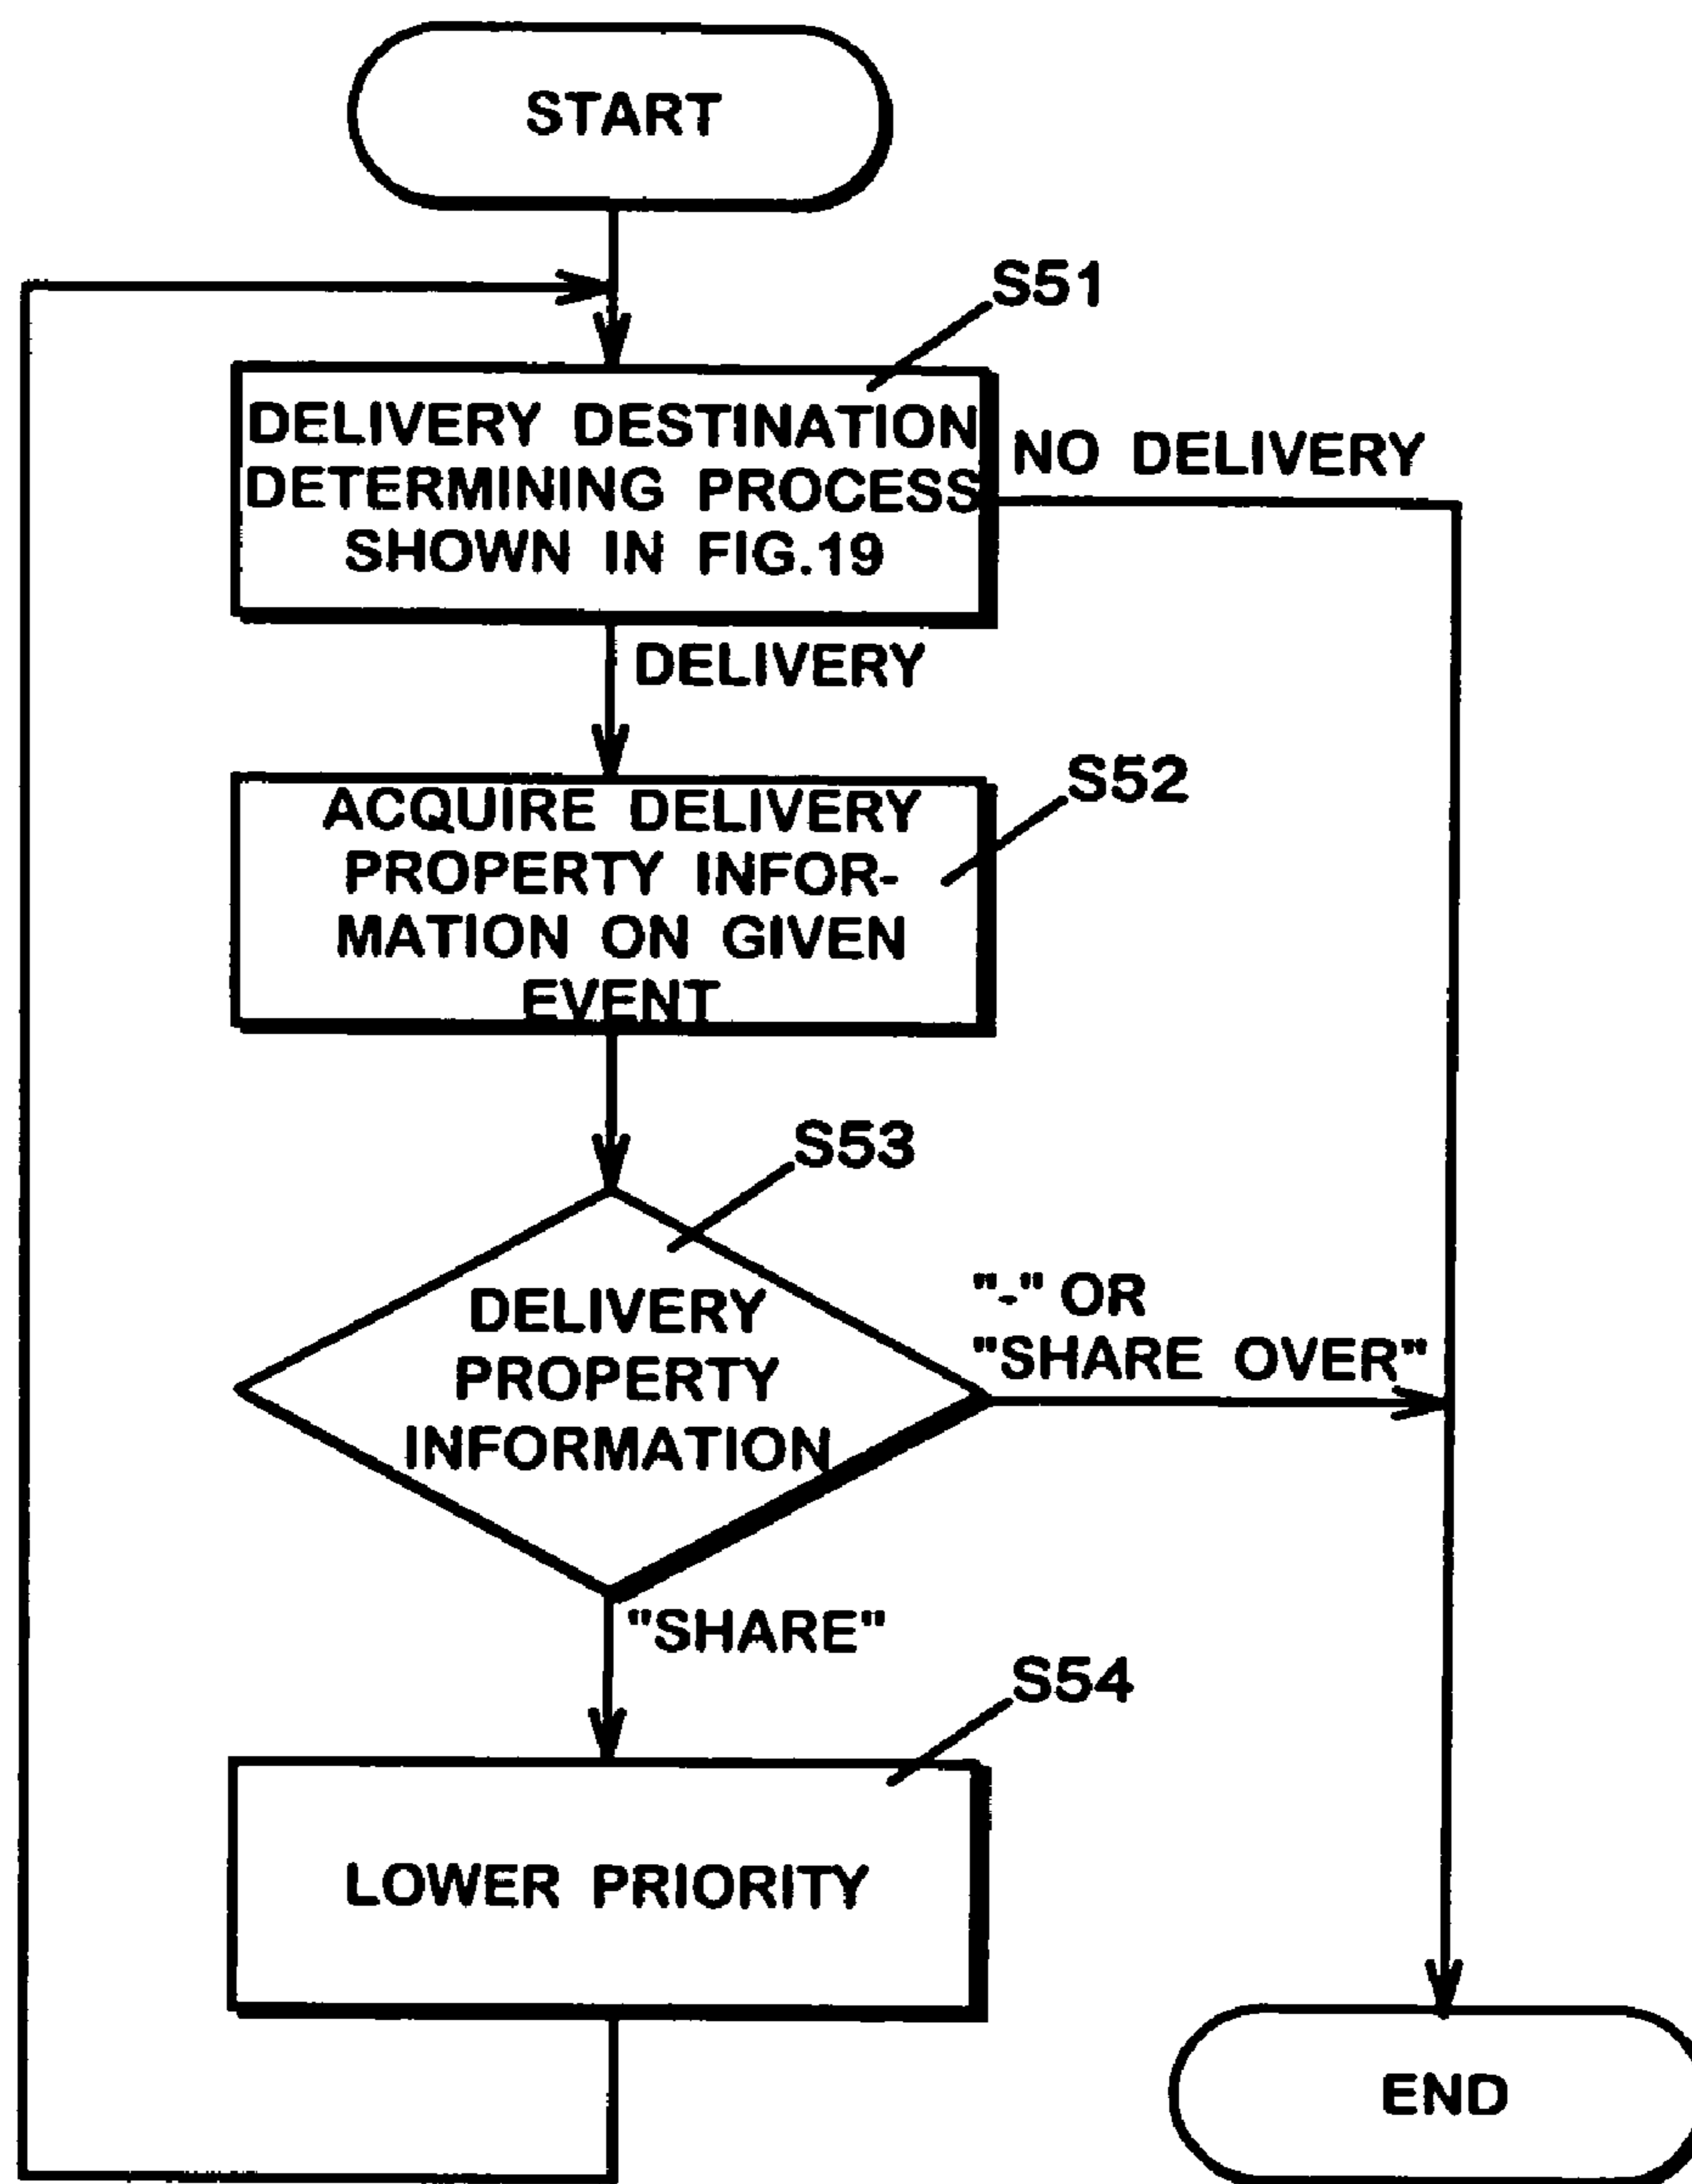 START
S51
DELIVERY DESTINATION
DETERMINING PROCESS
SHOWN IN FIG.19
NO DELIVERY
DELIVERY
S52
ACQUIRE DELIVERY
PROPERTY INFOR-
MATION ON GIVEN
EVENT
S53
DELIVERY
PROPERTY
INFORMATION
"-" OR
"SHARE OVER"
"SHARE"
S54
LOWER PRIORITY
END